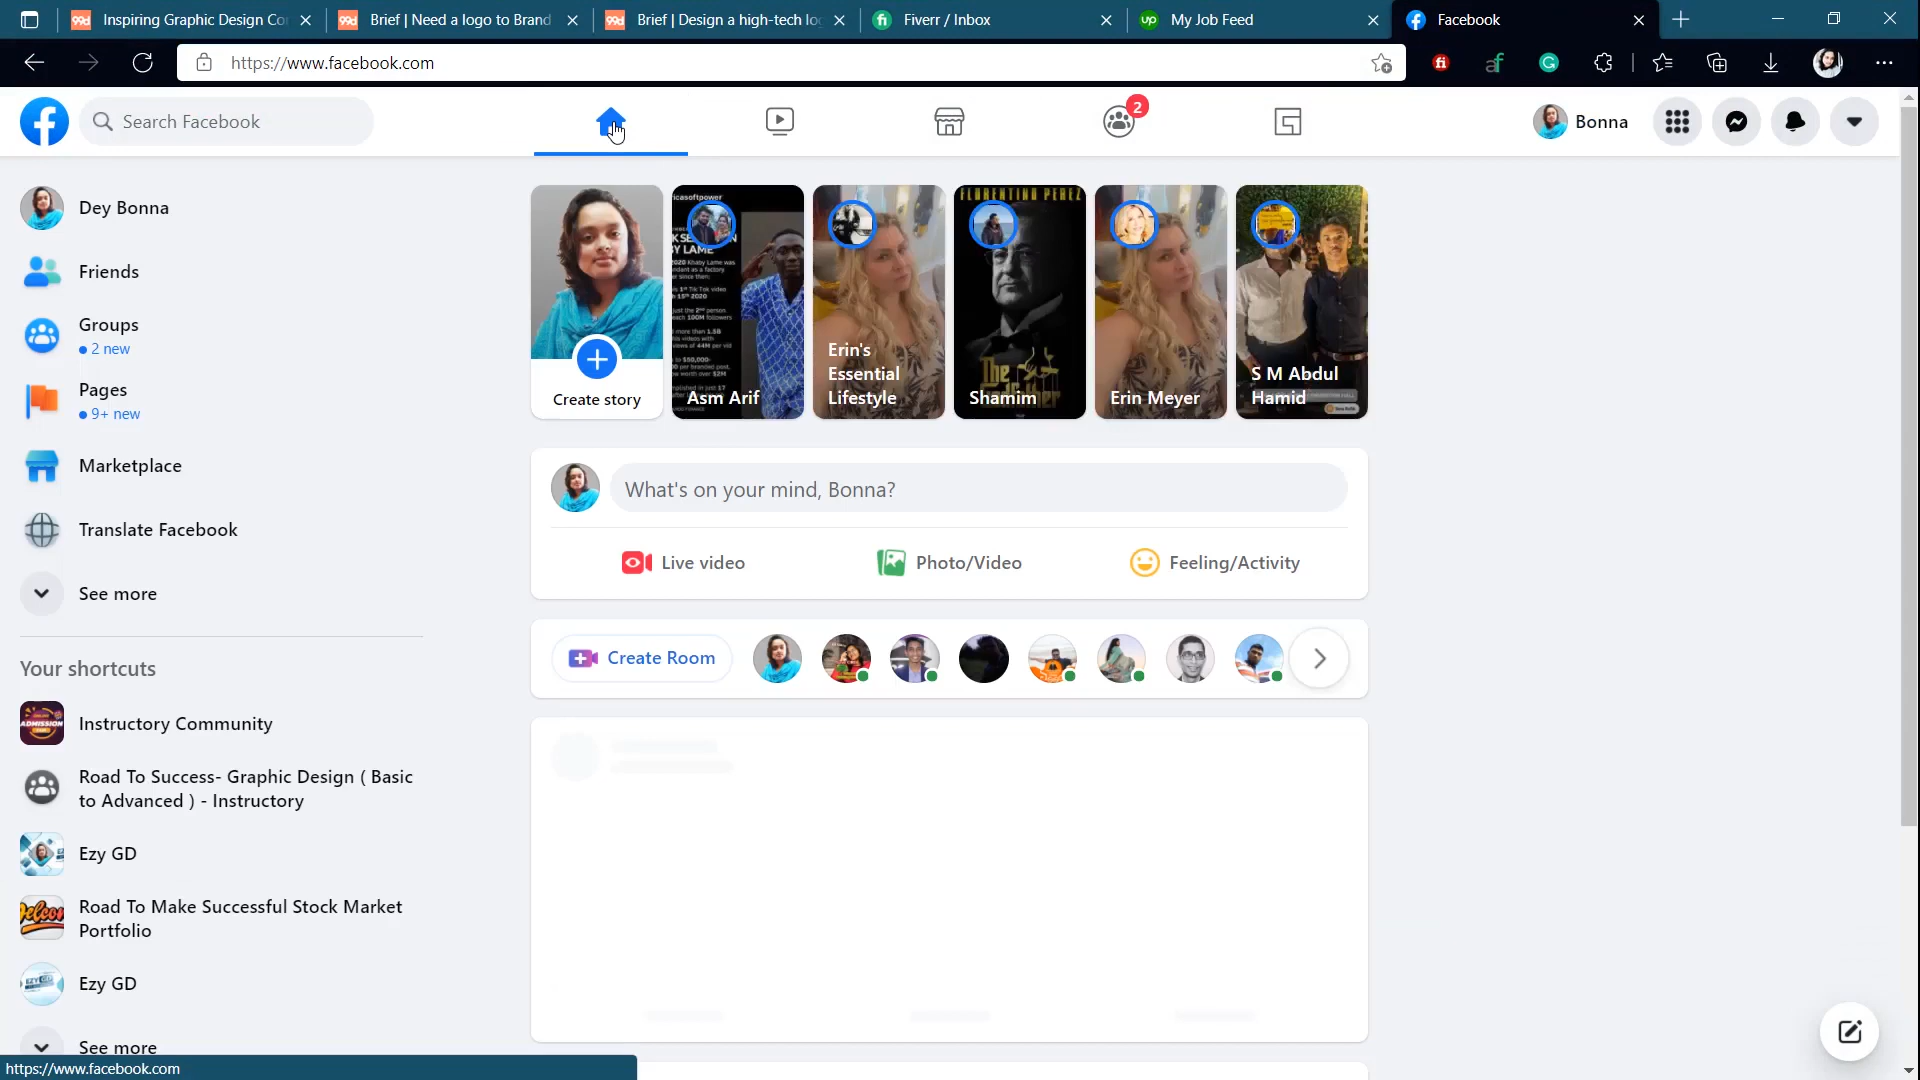 Inspiring Graphic Design Co
Brief | Need a logo to Brand
Brief | Design a high-tech lo
Fiverr / Inbox
My Job Feed
Facebook
https://www.facebook.com
Search Facebook
2
Bonna
Dey Bonna
Friends
Groups
2 new
Pages
9+ new
Marketplace
Translate Facebook
See more
Your shortcuts
Instructory Community
Road To Success- Graphic Design ( Basic
to Advanced ) - Instructory
Ezy GD
Road To Make Successful Stock Market
Portfolio
Ezy GD
See more
Create story
Asm Arif
Erin's
Essential
Lifestyle
FLORENTINO PEREZ
The
Shamim
Erin Meyer
S M Abdul
Hamid
What's on your mind, Bonna?
Live video
Photo/Video
Feeling/Activity
Create Room
https://www.facebook.com